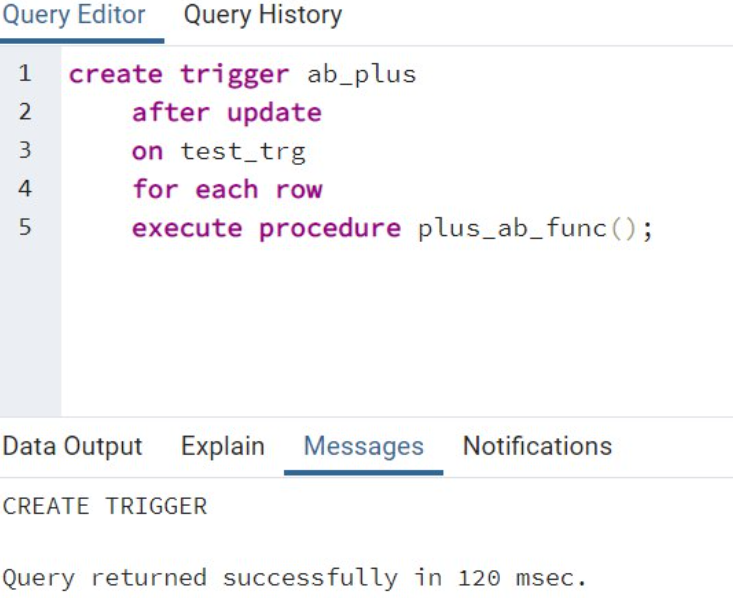 Query Editor Query History
1 create trigger ab_plus
2 after update
3 on test_trg
4 for each row
5 execute procedure plus_ab_func();
Data Output Explain Messages Notifications
CREATE TRIGGER
Query returned successfully in 120 msec.